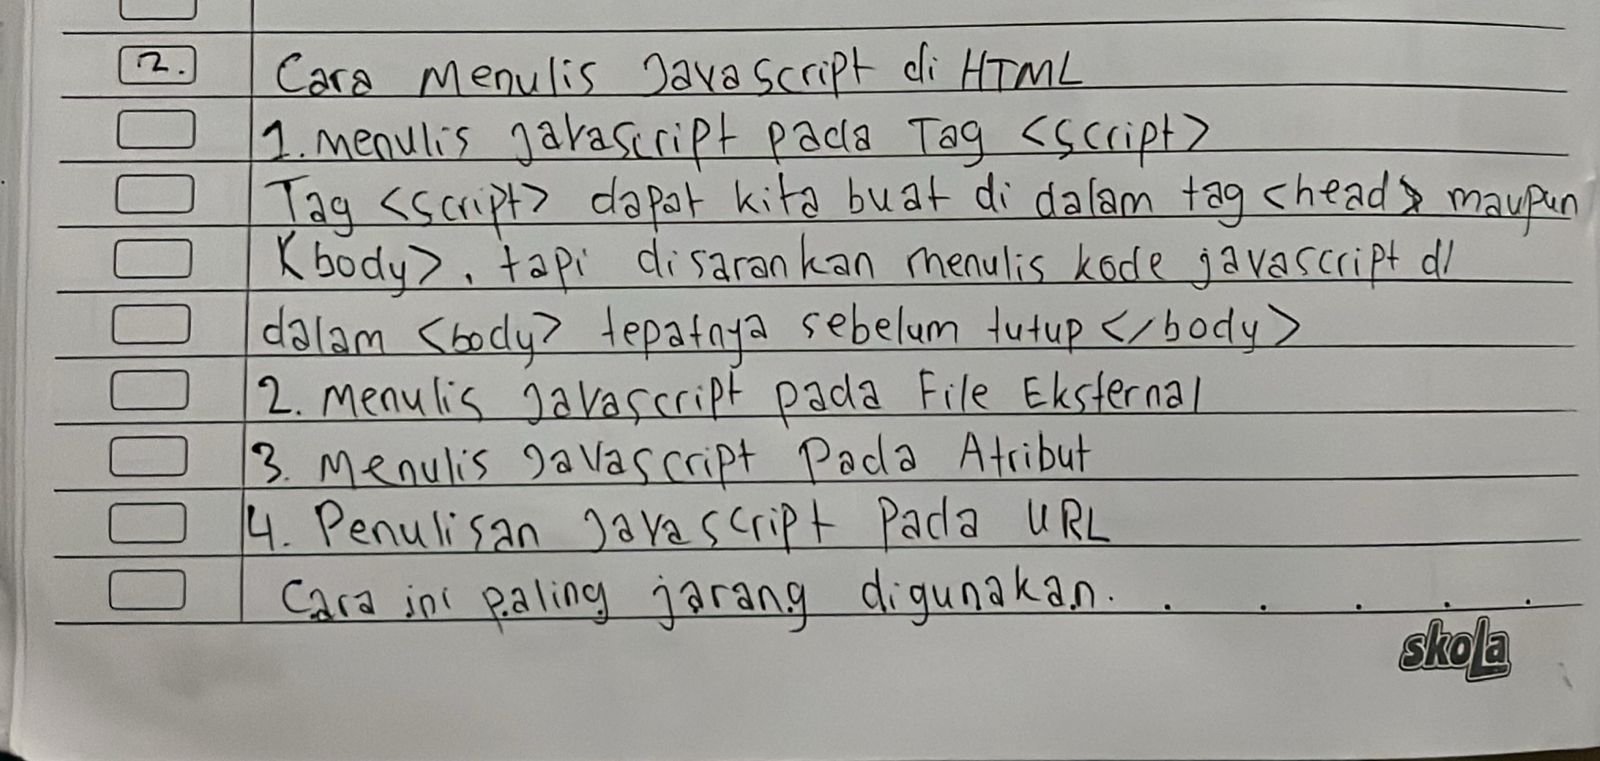 2. Cara Menulis JavaScript di HTML
1. Menulis javascript pada Tag <script>
Tag <script> dapat kita buat di dalam tag <head> maupun
<body>, tapi disarankan menulis kode javascript di
dalam <body> tepatnya sebelum tutup </body>
2. Menulis Javascript pada File Eksternal
3. Menulis Javascript Pada Atribut
4. Penulisan Javascript Pada URL
Cara ini paling jarang digunakan. . . . . .
skola